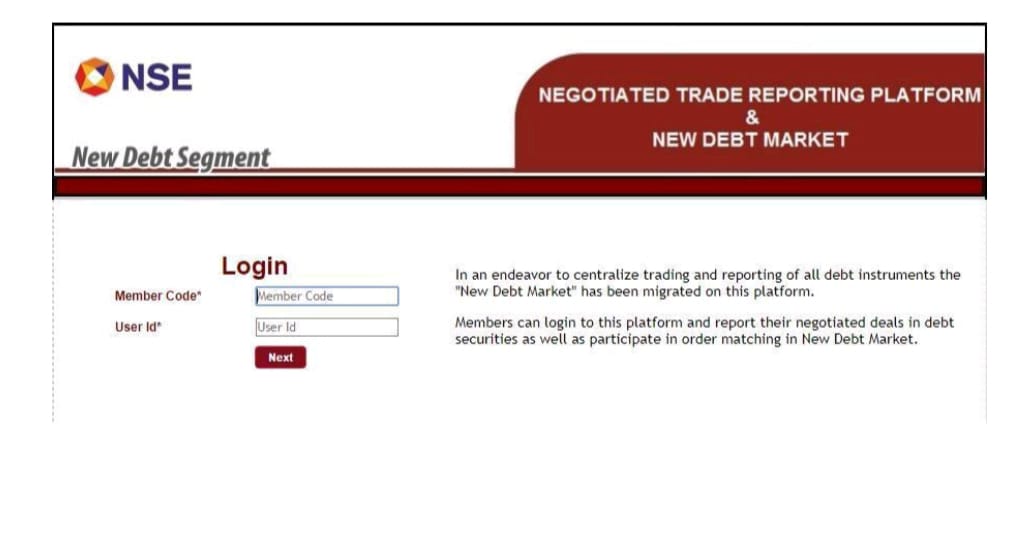 NSE
New Debt Segment
NEGOTIATED TRADE REPORTING PLATFORM
&
NEW DEBT MARKET
Login
Member Code* Member Code
User Id* User Id
Next
In an endeavor to centralize trading and reporting of all debt instruments the
"New Debt Market" has been migrated on this platform.
Members can login to this platform and report their negotiated deals in debt
securities as well as participate in order matching in New Debt Market.